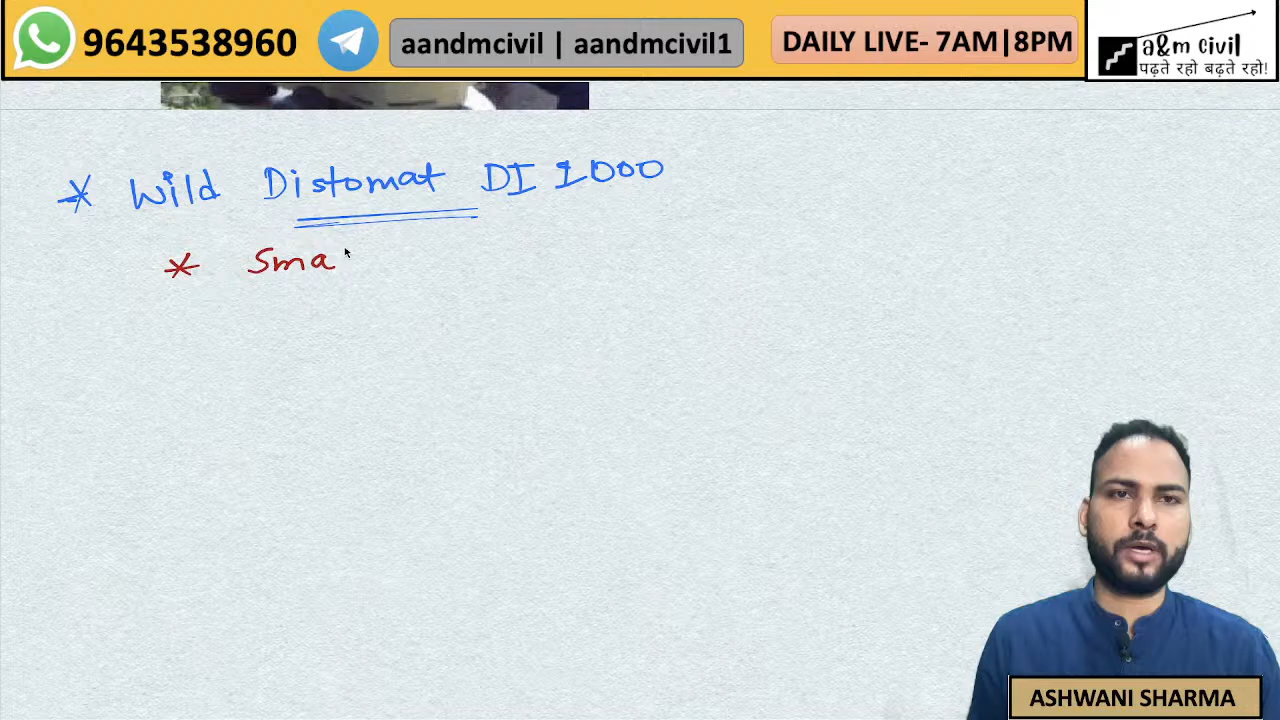 9643538960 aandmcivil | aandmcivil1 DAILY LIVE- 7AM|8PM a&m civil
पढ़ते रहो बढ़ते रहो!
* Wild Distomat DI 1000
* Sma
ASHWANI SHARMA